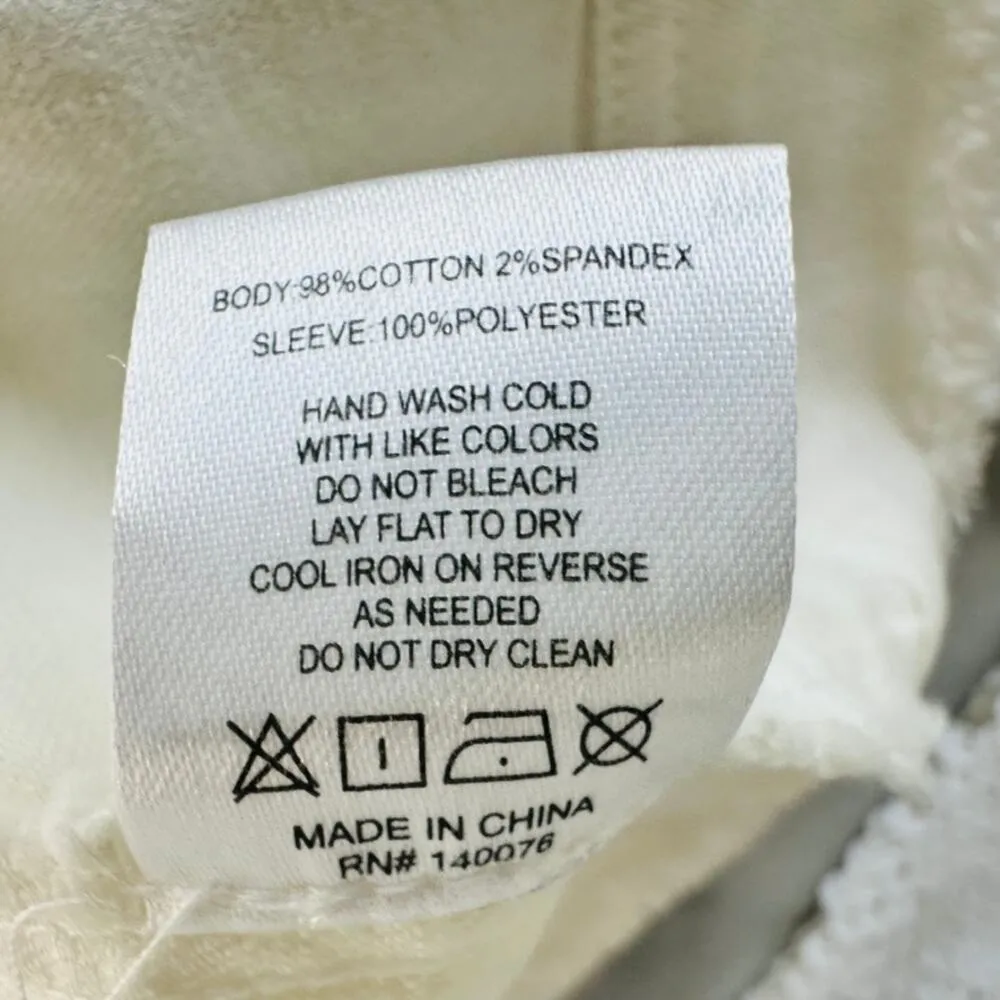 BODY:98%COTTON 2%SPANDEX
SLEEVE:100%POLYESTER
HAND WASH COLD
WITH LIKE COLORS
DO NOT BLEACH
LAY FLAT TO DRY
COOL IRON ON REVERSE
AS NEEDED
DO NOT DRY CLEAN
MADE IN CHINA
RN# 140076